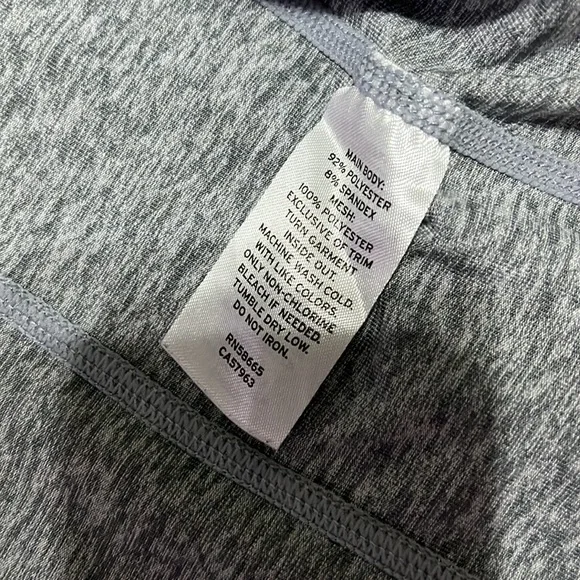 MAIN BODY:
92% POLYESTER
8% SPANDEX
MESH:
100% POLYESTER
EXCLUSIVE OF TRIM
TURN GARMENT
INSIDE OUT.
MACHINE WASH COLD.
WITH LIKE COLORS.
ONLY NON-CHLORINE
BLEACH IF NEEDED.
TUMBLE DRY LOW.
DO NOT IRON.
RN58665
CA57963